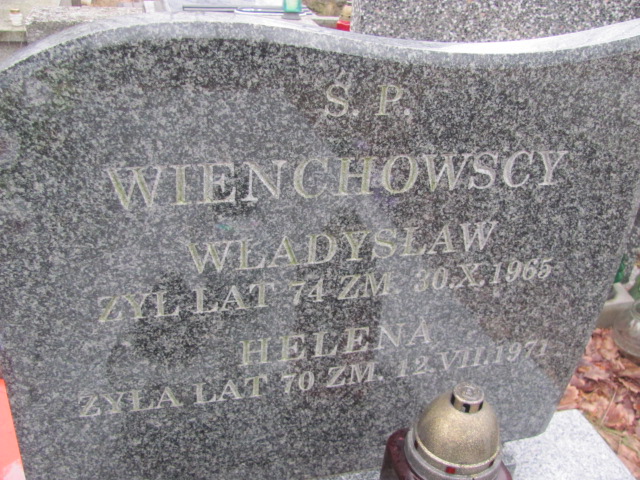 Ś. P.
WIENCHOWSCY
WŁADYSŁAW
ŻYŁ LAT 74 ZM 30.X.1965
HELENA
ŻYŁA LAT 70 ZM. 12.VII.1971